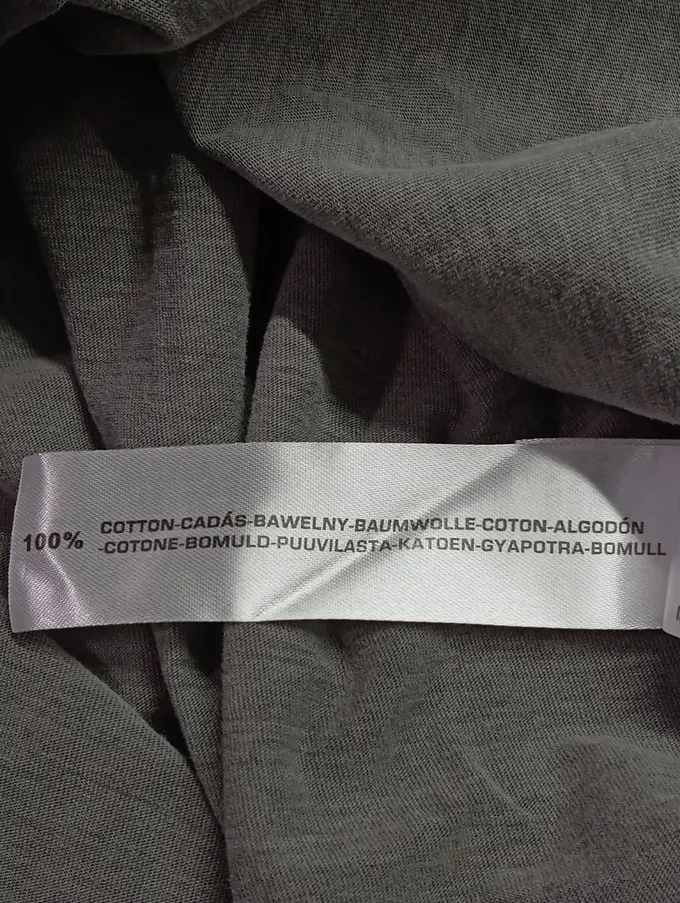 100% COTTON-CADÁS-BAWELNY-BAUMWOLLE-COTON-ALGODÓN
-COTONE-BOMULD-PUUVILASTA-KATOEN-GYAPOTRA-BOMULL